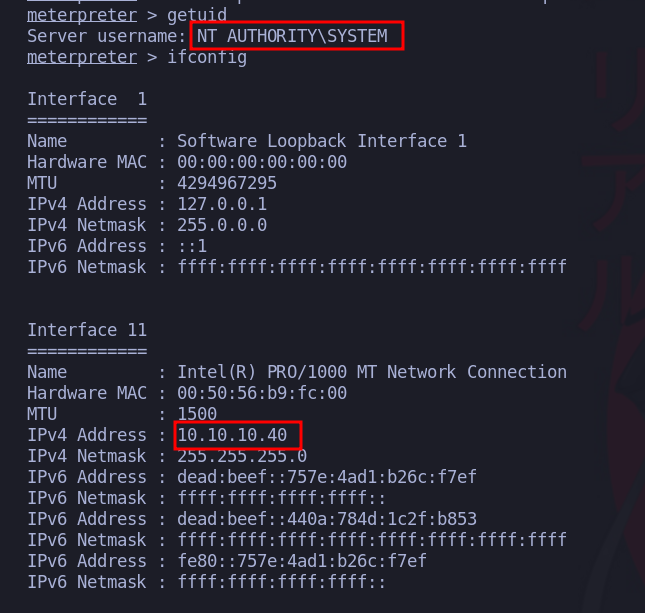 meterpreter > getuid
Server username: NT AUTHORITY\SYSTEM
meterpreter > ifconfig
Interface  1
============
Name         : Software Loopback Interface 1
Hardware MAC : 00:00:00:00:00:00
MTU          : 4294967295
IPv4 Address : 127.0.0.1
IPv4 Netmask : 255.0.0.0
IPv6 Address : ::1
IPv6 Netmask : ffff:ffff:ffff:ffff:ffff:ffff:ffff:ffff
Interface 11
============
Name         : Intel(R) PRO/1000 MT Network Connection
Hardware MAC : 00:50:56:b9:fc:00
MTU          : 1500
IPv4 Address : 10.10.10.40
IPv4 Netmask : 255.255.255.0
IPv6 Address : dead:beef::757e:4ad1:b26c:f7ef
IPv6 Netmask : ffff:ffff:ffff:ffff::
IPv6 Address : dead:beef::440a:784d:1c2f:b853
IPv6 Netmask : ffff:ffff:ffff:ffff:ffff:ffff:ffff:ffff
IPv6 Address : fe80::757e:4ad1:b26c:f7ef
IPv6 Netmask : ffff:ffff:ffff:ffff::
リアル